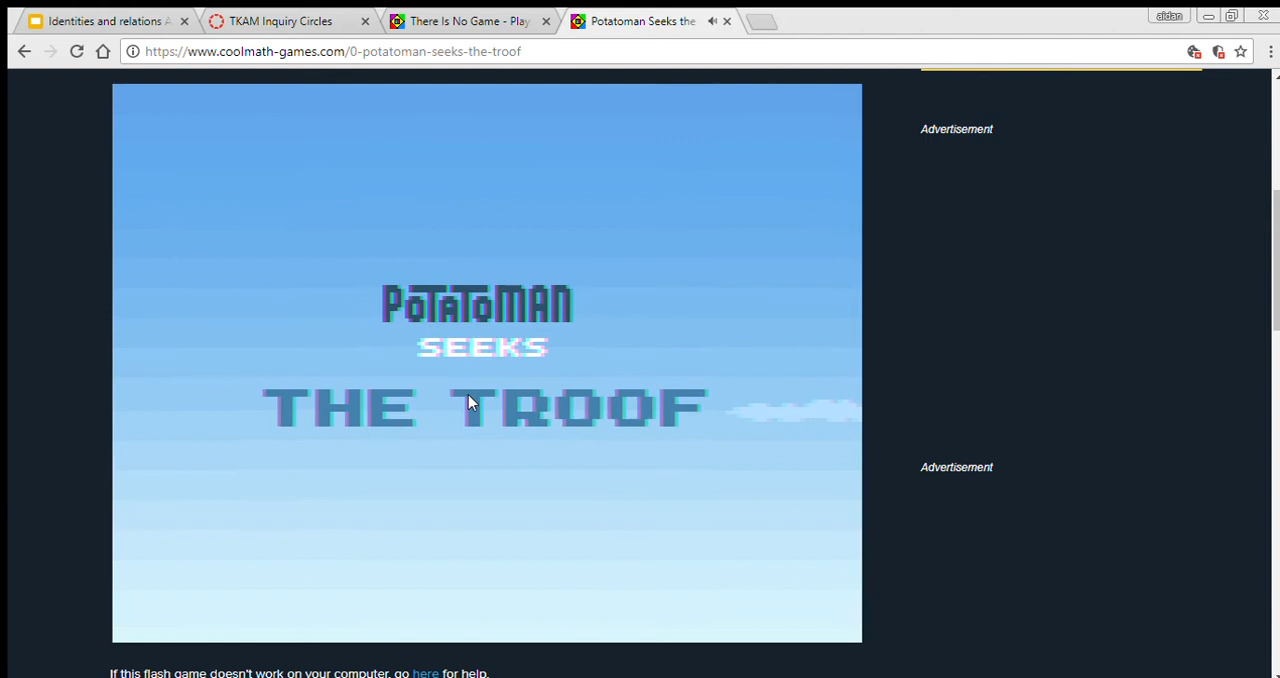 Identities and relations A
TKAM Inquiry Circles
There Is No Game - Play
Potatoman Seeks the
aidan
https://www.coolmath-games.com/0-potatoman-seeks-the-troof
Advertisement
PoTaToMAN
SEEKS
THE TROOF
Advertisement
If this flash game doesn't work on your computer, go here for help.